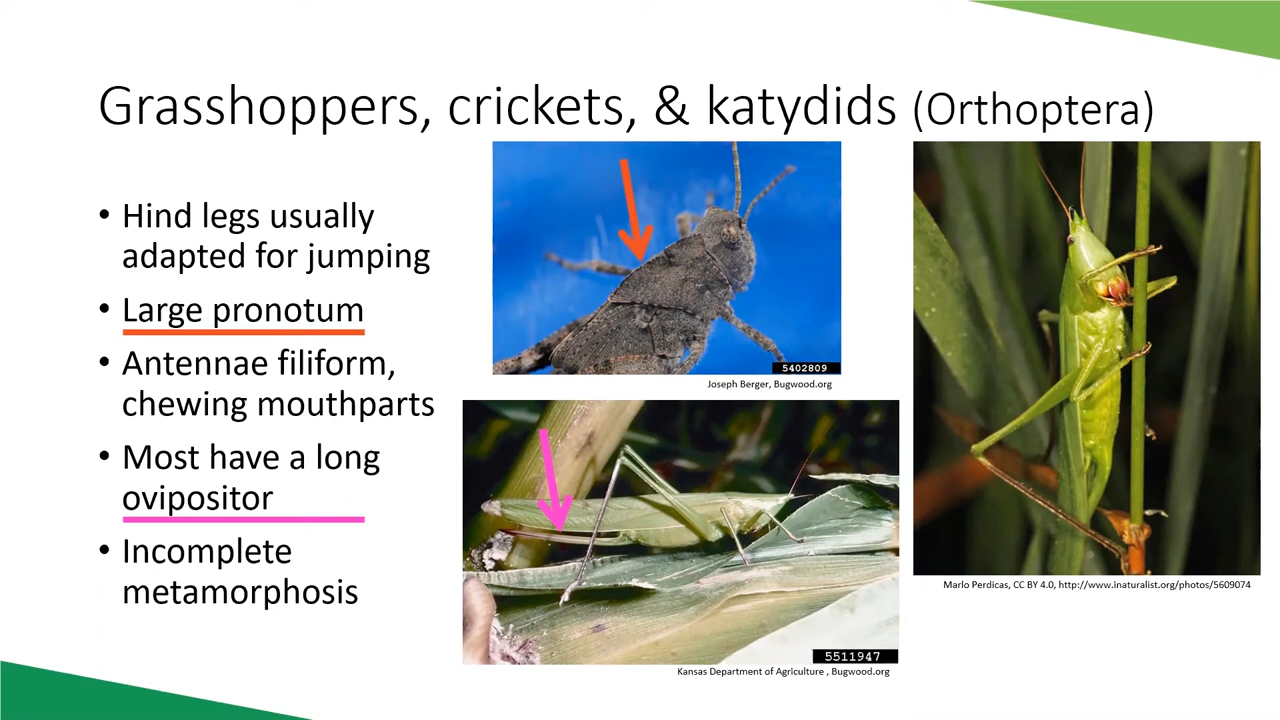 Grasshoppers, crickets, & katydids (Orthoptera)
• Hind legs usually
adapted for jumping
• Large pronotum
• Antennae filiform,
chewing mouthparts
• Most have a long
ovipositor
• Incomplete
metamorphosis
5402809
Joseph Berger, Bugwood.org
5511947
Kansas Department of Agriculture , Bugwood.org
Marlo Perdicas, CC BY 4.0, http://www.inaturalist.org/photos/5609074